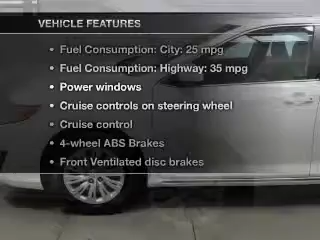 VEHICLE FEATURES
• Fuel Consumption: City: 25 mpg
• Fuel Consumption: Highway: 35 mpg
• Power windows
• Cruise controls on steering wheel
• Cruise control
• 4-wheel ABS Brakes
• Front Ventilated disc brakes